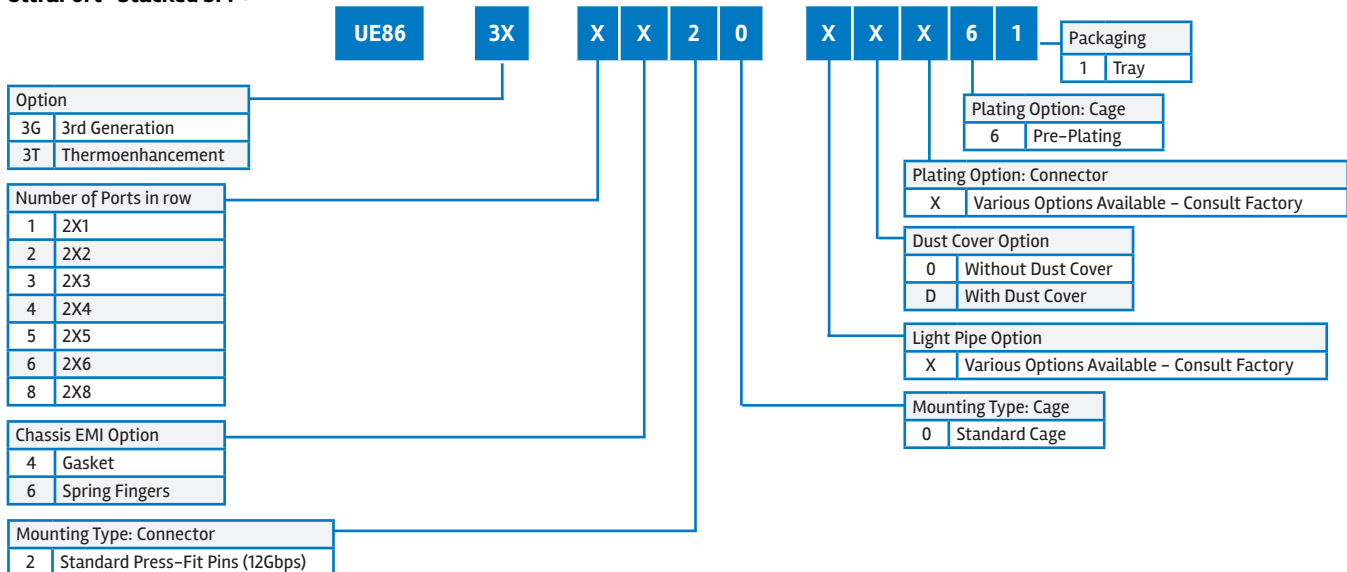 UE86 3X X X 2 0 X X X 6 1
Packaging
1 Tray
Option
3G 3rd Generation
3T Thermoenhancement
Plating Option: Cage
6 Pre-Plating
Plating Option: Connector
X Various Options Available – Consult Factory
Number of Ports in row
1 2X1
2 2X2
3 2X3
4 2X4
5 2X5
6 2X6
8 2X8
Dust Cover Option
0 Without Dust Cover
D With Dust Cover
Light Pipe Option
X Various Options Available – Consult Factory
Mounting Type: Cage
0 Standard Cage
Chassis EMI Option
4 Gasket
6 Spring Fingers
Mounting Type: Connector
2 Standard Press-Fit Pins (12Gbps)